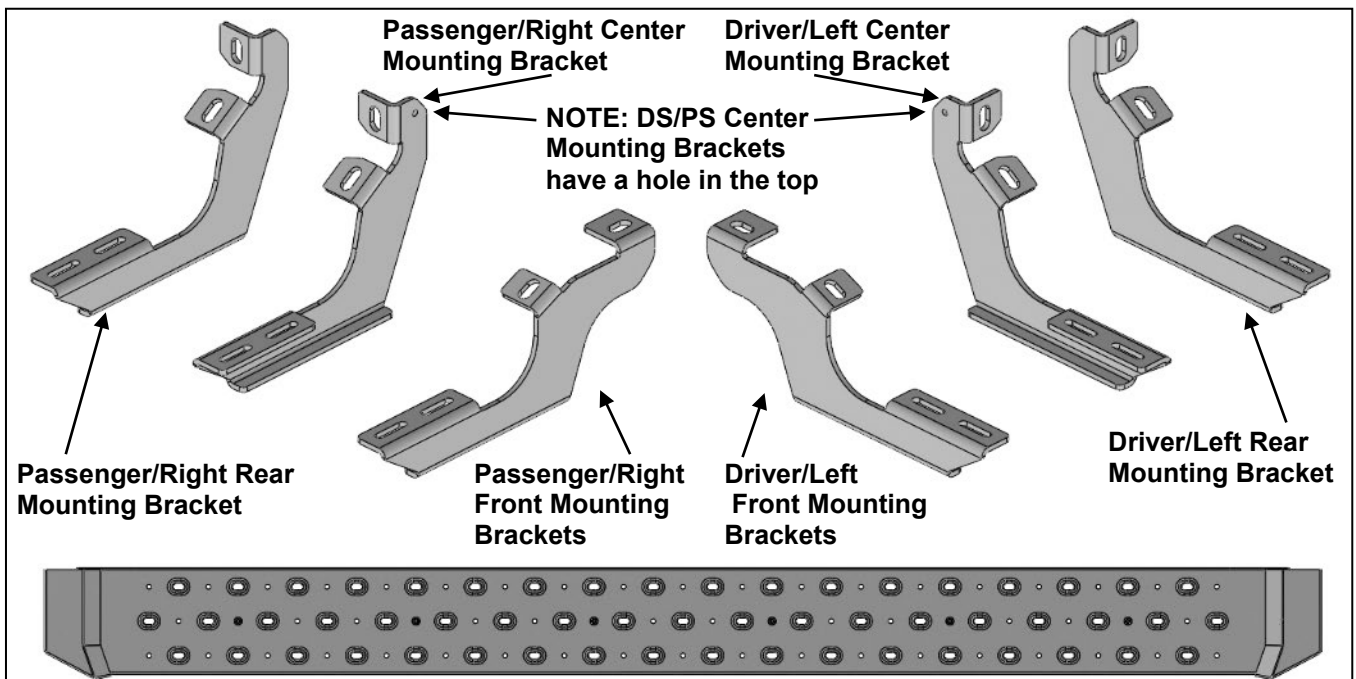 Passenger/Right Center
Mounting Bracket
Driver/Left Center
Mounting Bracket
NOTE: DS/PS Center
Mounting Brackets
have a hole in the top
Passenger/Right Rear
Mounting Bracket
Passenger/Right
Front Mounting
Brackets
Driver/Left
Front Mounting
Brackets
Driver/Left Rear
Mounting Bracket